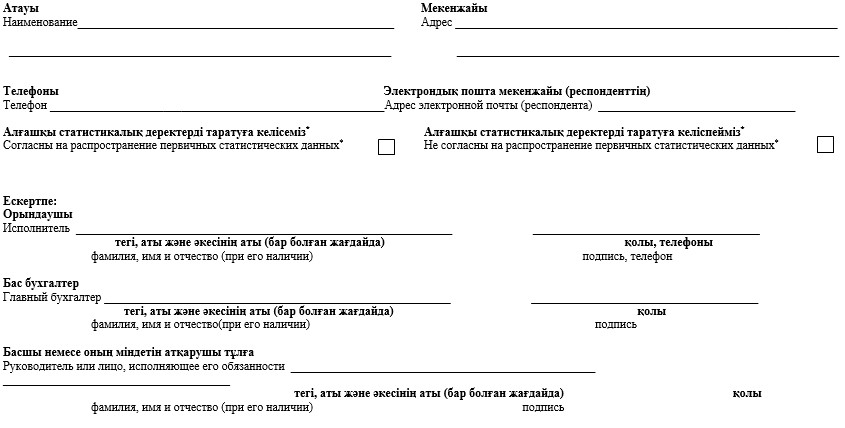 Атауы
Наименование
Мекенжайы
Адрес
Телефоны
Телефон
Электрондық пошта мекенжайы (респонденттің)
Адрес электронной почты (респондента)
Алғашқы статистикалық деректерді таратуға келісеміз*
Согласны на распространение первичных статистических данных*
Алғашқы статистикалық деректерді таратуға келіспейміз*
Не согласны на распространение первичных статистических данных*
Ескертпе:
Орындаушы
Исполнитель
тегі, аты және әкесінің аты (бар болған жағдайда) қолы, телефоны
фамилия, имя и отчество (при его наличии) подпись, телефон
Бас бухгалтер
Главный бухгалтер
тегі, аты және әкесінің аты (бар болған жағдайда) қолы
фамилия, имя и отчество(при его наличии) подпись
Басшы немесе оның міндетін атқарушы тұлға
Руководитель или лицо, исполняющее его обязанности
тегі, аты және әкесінің аты (бар болған жағдайда) қолы
фамилия, имя и отчество (при его наличии) подпись